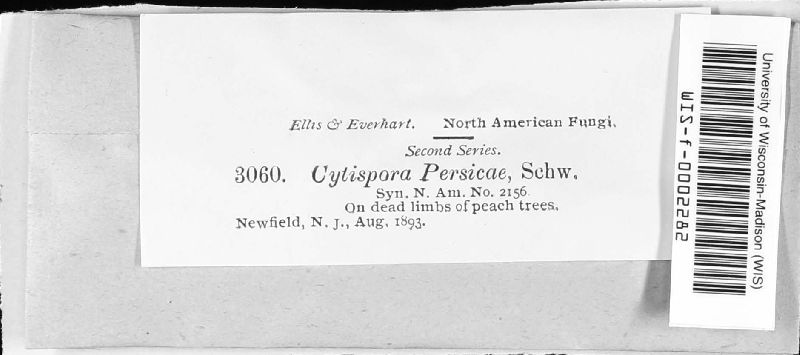 Ellis & Everhart. North American Fungi.
Second Series.
3060. Cytispora Persicae, Schw.
Syn. N. Am. No. 2156
On dead limbs of peach trees.
Newfield, N. J., Aug. 1893.
University of Wisconsin-Madison (WIS)
WIS-f-0002282